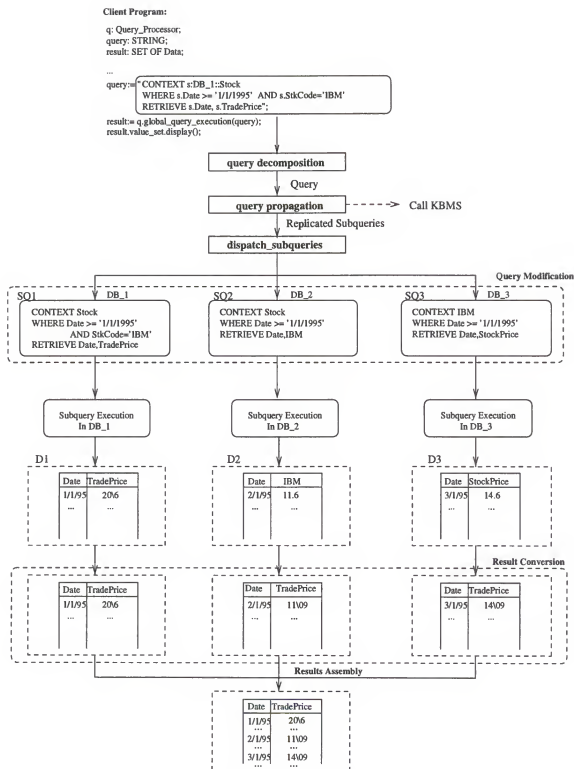 Client Program:
q: Query_Processor;
query: STRING;
result: SET OF Data;
...
query:= "CONTEXT s:DB_1::Stock
WHERE s.Date >= '1/1/1995' AND s.StkCode='IBM'
RETRIEVE s.Date, s.TradePrice";
result:= q.global_query_execution(query);
result.value_set.display();
query decomposition
Query
query propagation
Call KBMS
Replicated Subqueries
dispatch_subqueries
Query Modification
SQ1 DB_1
CONTEXT Stock
WHERE Date >= '1/1/1995'
AND StkCode='IBM'
RETRIEVE Date,TradePrice
SQ2 DB_2
CONTEXT Stock
WHERE Date >= '1/1/1995'
RETRIEVE Date,IBM
SQ3 DB_3
CONTEXT IBM
WHERE Date >= '1/1/1995'
RETRIEVE Date,StockPrice
Subquery Execution
In DB_1
Subquery Execution
In DB_2
Subquery Execution
In DB_3
D1
Date TradePrice
1/1/95 20\6
... ...
D2
Date IBM
2/1/95 11.6
... ...
D3
Date StockPrice
3/1/95 14.6
... ...
Result Conversion
Date TradePrice
1/1/95 20\6
... ...
Date TradePrice
2/1/95 11\09
... ...
Date TradePrice
3/1/95 14\09
... ...
Results Assembly
Date TradePrice
1/1/95 20\6
... ...
2/1/95 11\09
... ...
3/1/95 14\09
... ...